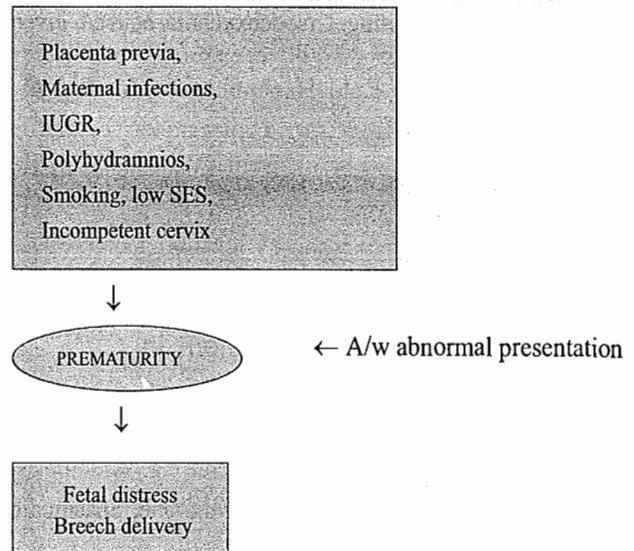 Placenta previa,
Maternal infections,
IUGR,
Polyhydramnios,
Smoking, low SES,
Incompetent cervix
↓
PREMATURITY ← A/w abnormal presentation
↓
Fetal distress
Breech delivery